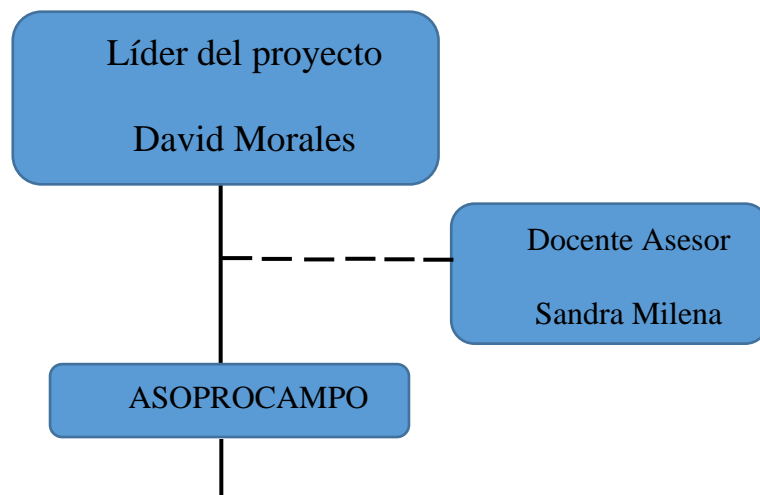 Líder del proyecto
David Morales
Docente Asesor
Sandra Milena
ASOPROCAMPO